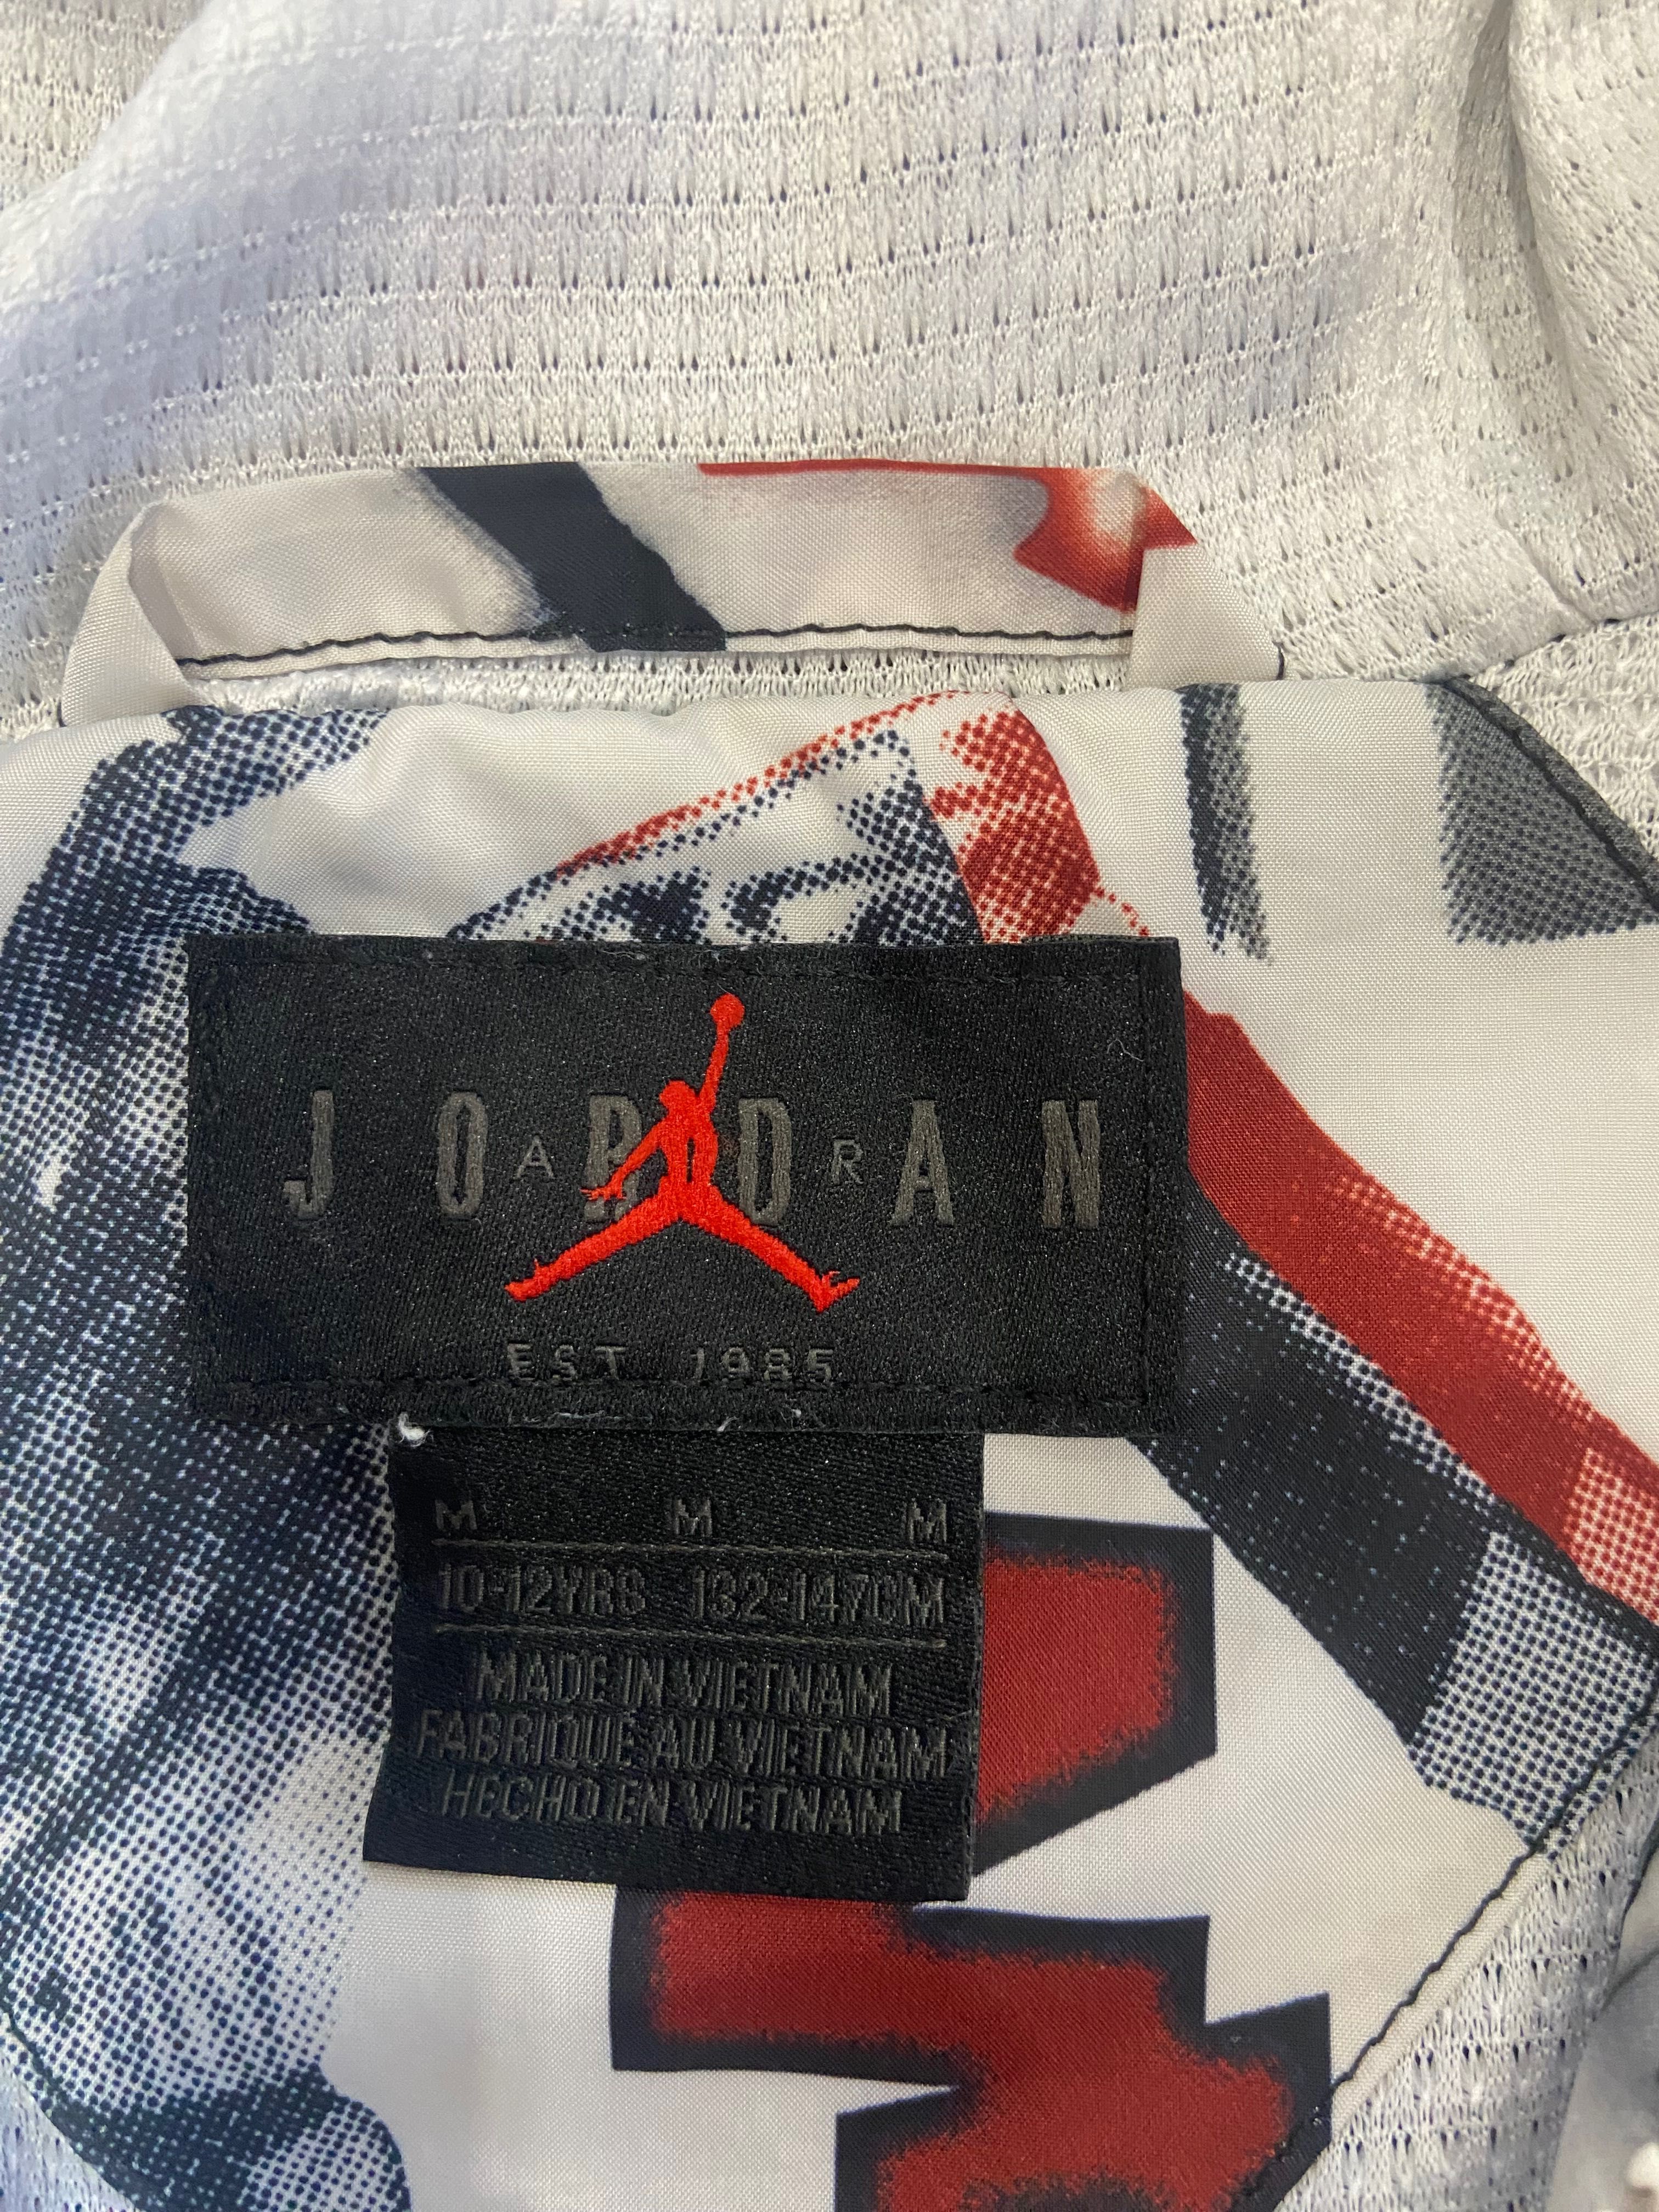 JORDAN
AIR
EST. 1985
M M M
10-12YRS 132-147CM
MADE IN VIETNAM
FABRIQUE AU VIETNAM
HECHO EN VIETNAM